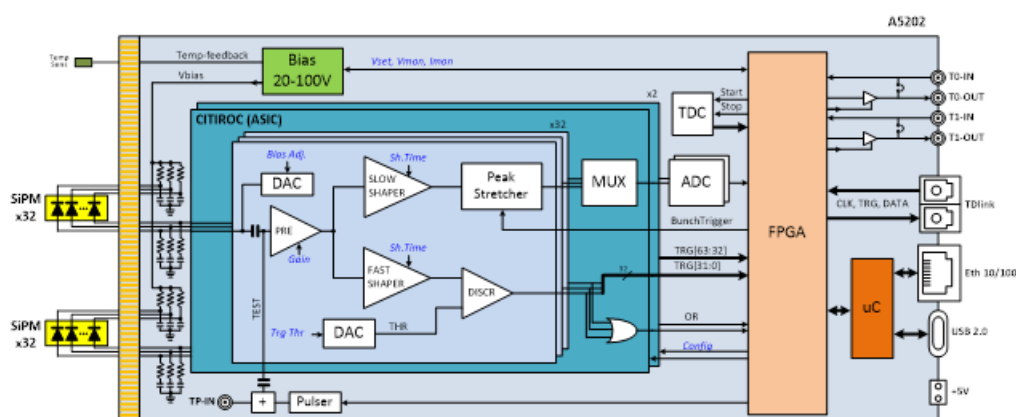 A5202
Temp Sens
Temp-feedback
Bias
20-100V
Vset, Vmon, Imon
Vbias
T0-IN
T0-OUT
T1-IN
T1-OUT
x2
CITIROC (ASIC)
x32
Start
Stop
TDC
Bias Adj.
DAC
Sh.Time
SLOW
SHAPER
Peak
Stretcher
MUX
ADC
FPGA
SiPM
x32
PRE
Gain
BunchTrigger
CLK, TRG, DATA
TDlink
Sh.Time
FAST
SHAPER
DISCR
TRG[63:32]
TRG[31:0]
32
Eth 10/100
uC
TEST
Trg Thr
DAC
THR
OR
SiPM
x32
Config
USB 2.0
TP-IN
+
Pulser
+5V